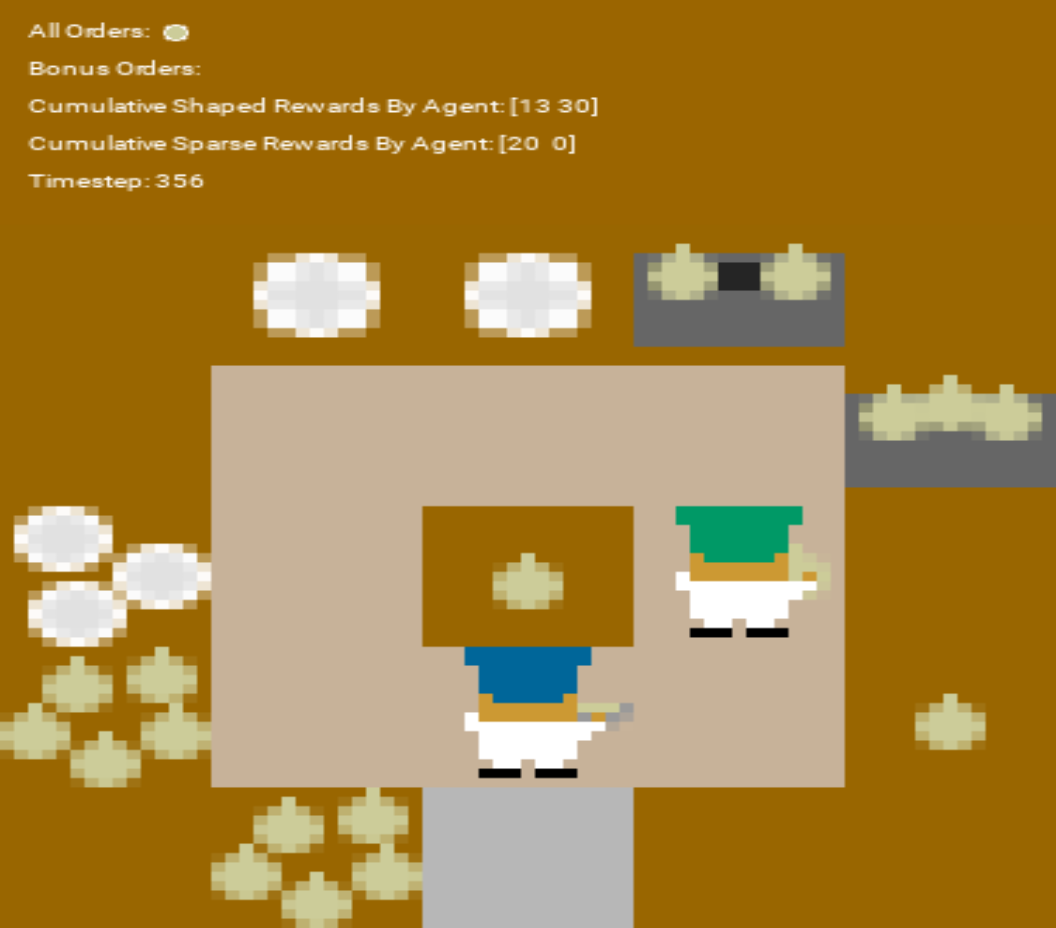 All Orders:
Bonus Orders:
Cumulative Shaped Rewards By Agent: [13 30]
Cumulative Sparse Rewards By Agent: [20  0]
Timestep: 356